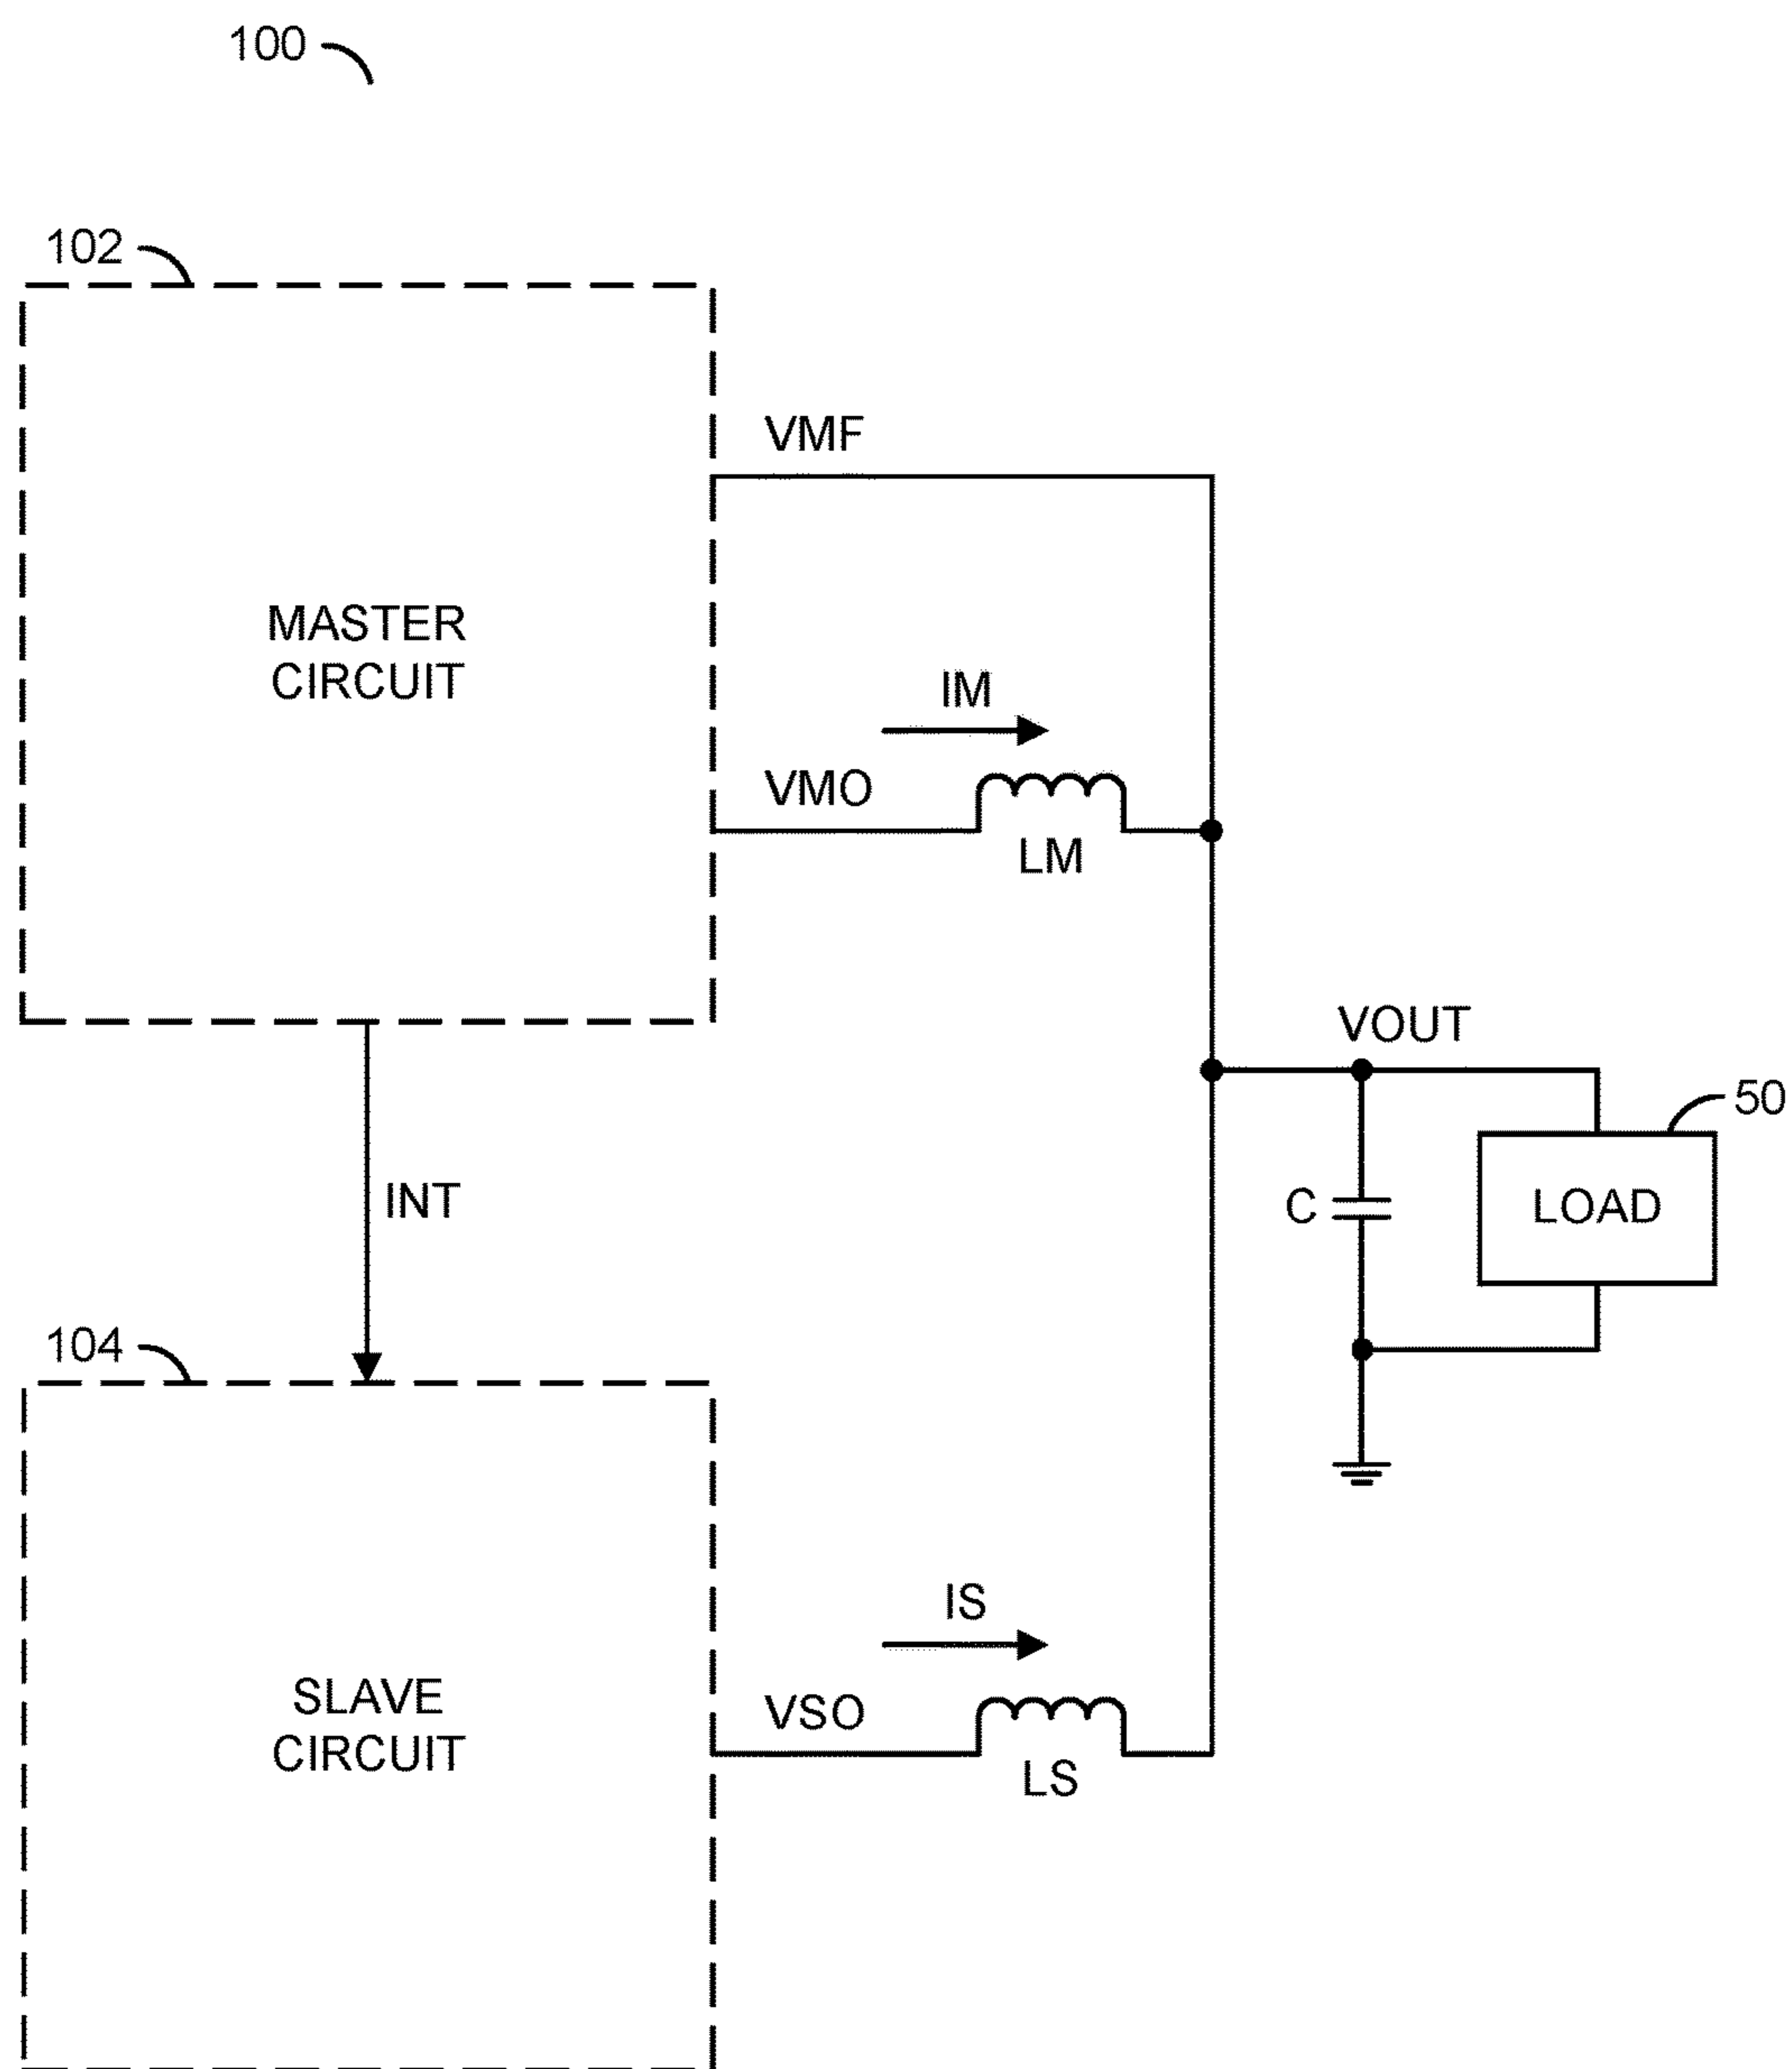 100
102
MASTER
CIRCUIT
VMF
IM
VMO
LM
INT
VOUT
50
C
LOAD
104
SLAVE
CIRCUIT
IS
VSO
LS